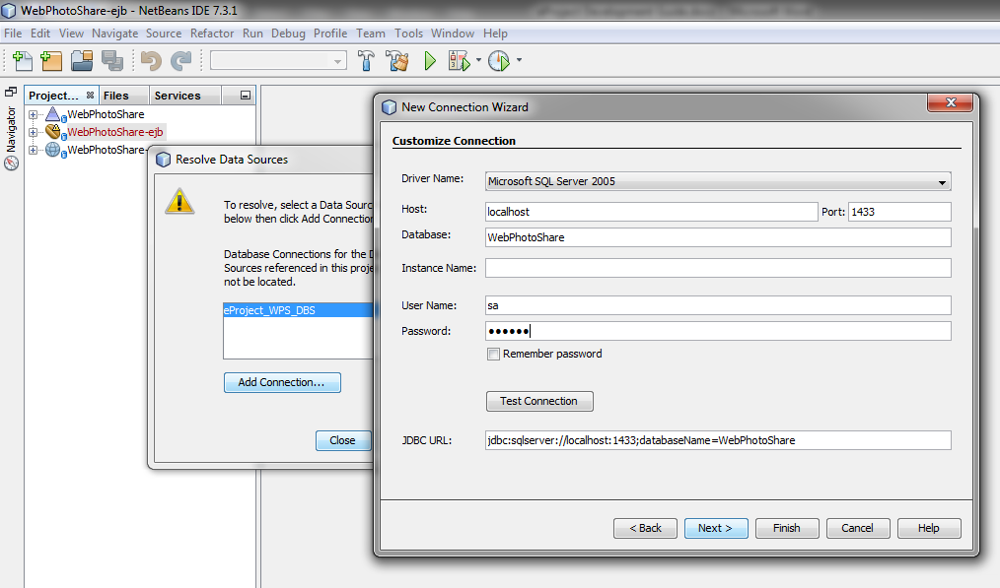 WebPhotoShare-ejb - NetBeans IDE 7.3.1
File Edit View Navigate Source Refactor Run Debug Profile Team Tools Window Help
Project... Files Services
Navigator
WebPhotoShare
WebPhotoShare-ejb
WebPhotoShare-
Resolve Data Sources
To resolve, select a Data Sourc
below then click Add Connection
Database Connections for the D
Sources referenced in this proje
not be located.
eProject_WPS_DBS
Add Connection...
Close
New Connection Wizard
Customize Connection
Driver Name: Microsoft SQL Server 2005
Host: localhost Port: 1433
Database: WebPhotoShare
Instance Name:
User Name: sa
Password: ●●●●●●
Remember password
Test Connection
JDBC URL: jdbc:sqlserver://localhost:1433;databaseName=WebPhotoShare
< Back Next > Finish Cancel Help